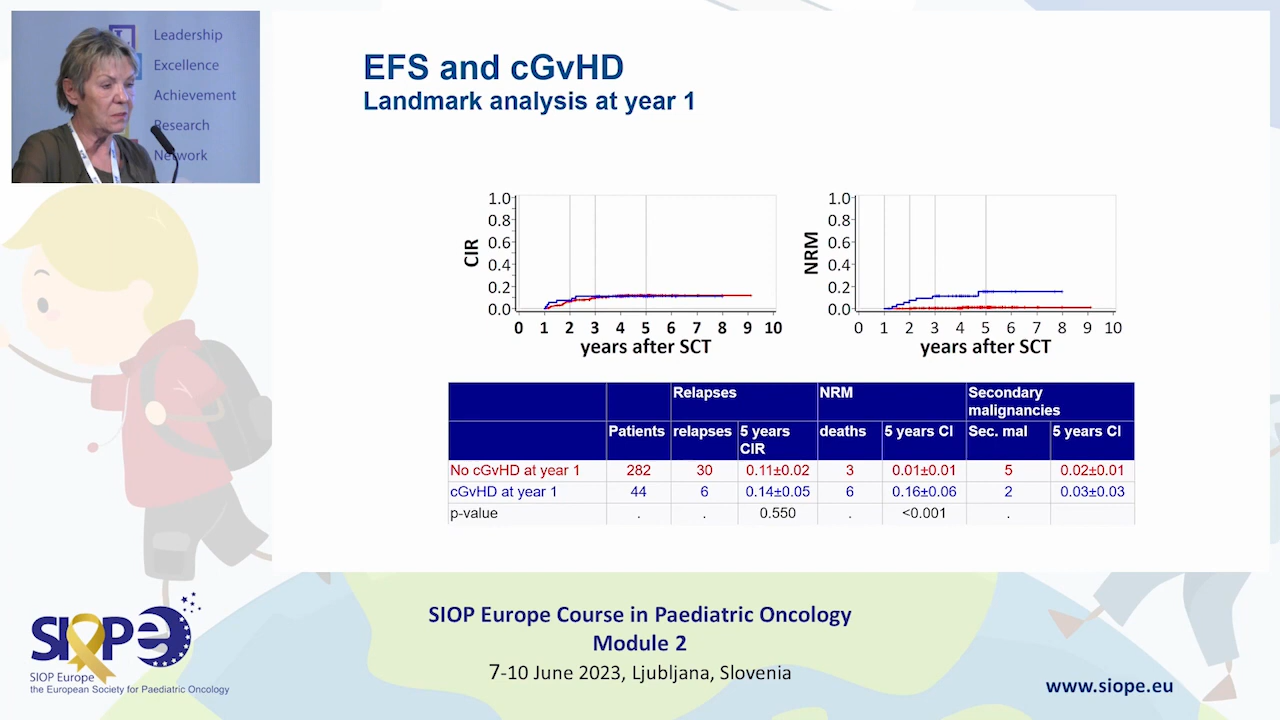 Leadership
Excellence
Achievement
Research
Network
EFS and cGvHD
Landmark analysis at year 1
CIR
1.0
0.8
0.6
0.4
0.2
0.0
0 1 2 3 4 5 6 7 8 9 10
years after SCT
NRM
1.0
0.8
0.6
0.4
0.2
0.0
0 1 2 3 4 5 6 7 8 9 10
years after SCT
Relapses NRM Secondary malignancies
Patients relapses 5 years CIR deaths 5 years CI Sec. mal 5 years CI
No cGvHD at year 1 282 30 0.11±0.02 3 0.01±0.01 5 0.02±0.01
cGvHD at year 1 44 6 0.14±0.05 6 0.16±0.06 2 0.03±0.03
p-value . . 0.550 . <0.001 .
SIOP Europe Course in Paediatric Oncology
Module 2
7-10 June 2023, Ljubljana, Slovenia
SIOPe
SIOP Europe
the European Society for Paediatric Oncology
www.siope.eu